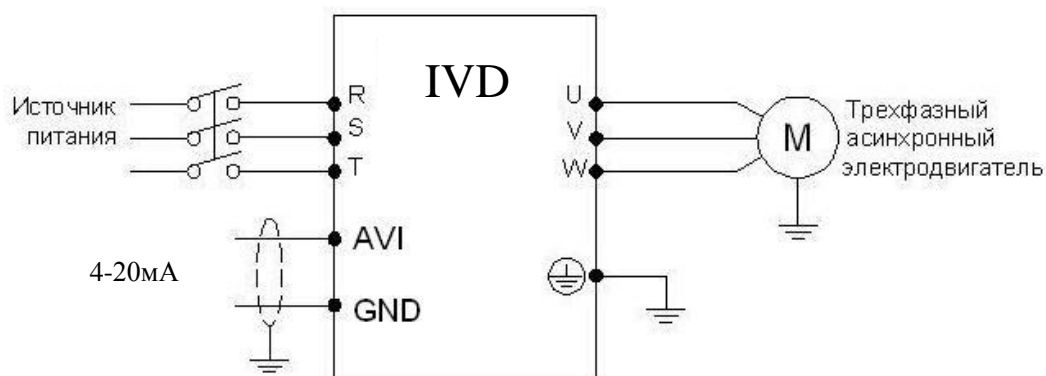 IVD
Источник
питания
R
S
T
U
V
W
M
Трехфазный
асинхронный
электродвигатель
AVI
4-20мА
GND